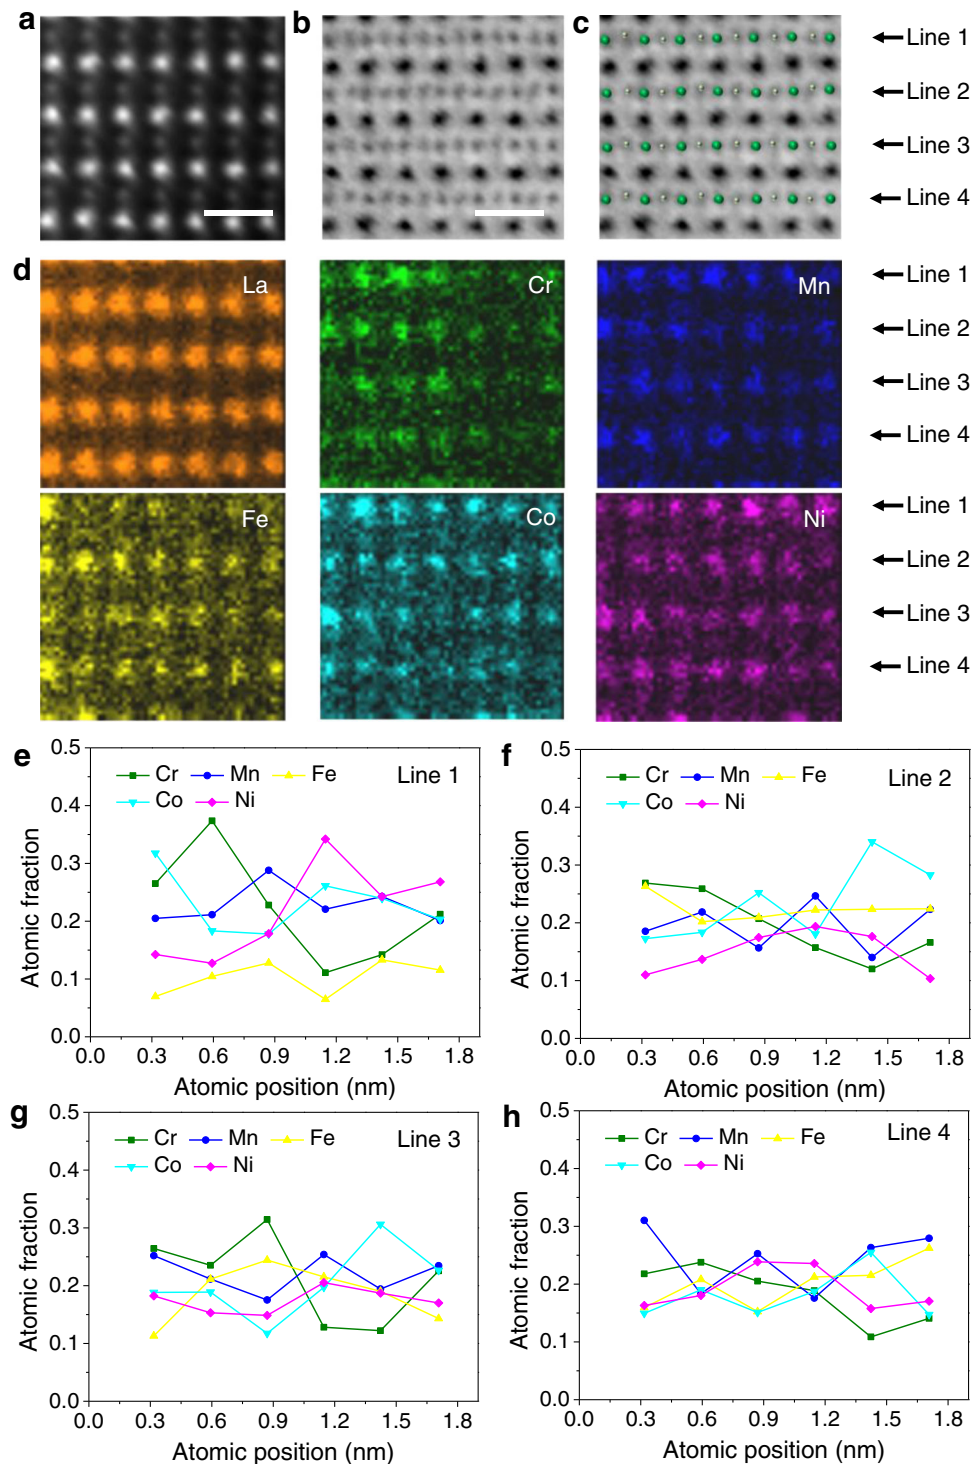 a b c
Line 1
Line 2
Line 3
Line 4
d
La Cr Mn
Line 1
Line 2
Line 3
Line 4
Fe Co Ni
Line 1
Line 2
Line 3
Line 4
e
Cr Mn Fe
Co Ni
Line 1
0.5
0.4
0.3
0.2
0.1
0.0
Atomic fraction
0.0 0.3 0.6 0.9 1.2 1.5 1.8
Atomic position (nm)
f
Cr Mn Fe
Co Ni
Line 2
0.5
0.4
0.3
0.2
0.1
0.0
Atomic fraction
0.0 0.3 0.6 0.9 1.2 1.5 1.8
Atomic position (nm)
g
Cr Mn Fe
Co Ni
Line 3
0.5
0.4
0.3
0.2
0.1
0.0
Atomic fraction
0.0 0.3 0.6 0.9 1.2 1.5 1.8
Atomic position (nm)
h
Cr Mn Fe
Co Ni
Line 4
0.5
0.4
0.3
0.2
0.1
0.0
Atomic fraction
0.0 0.3 0.6 0.9 1.2 1.5 1.8
Atomic position (nm)